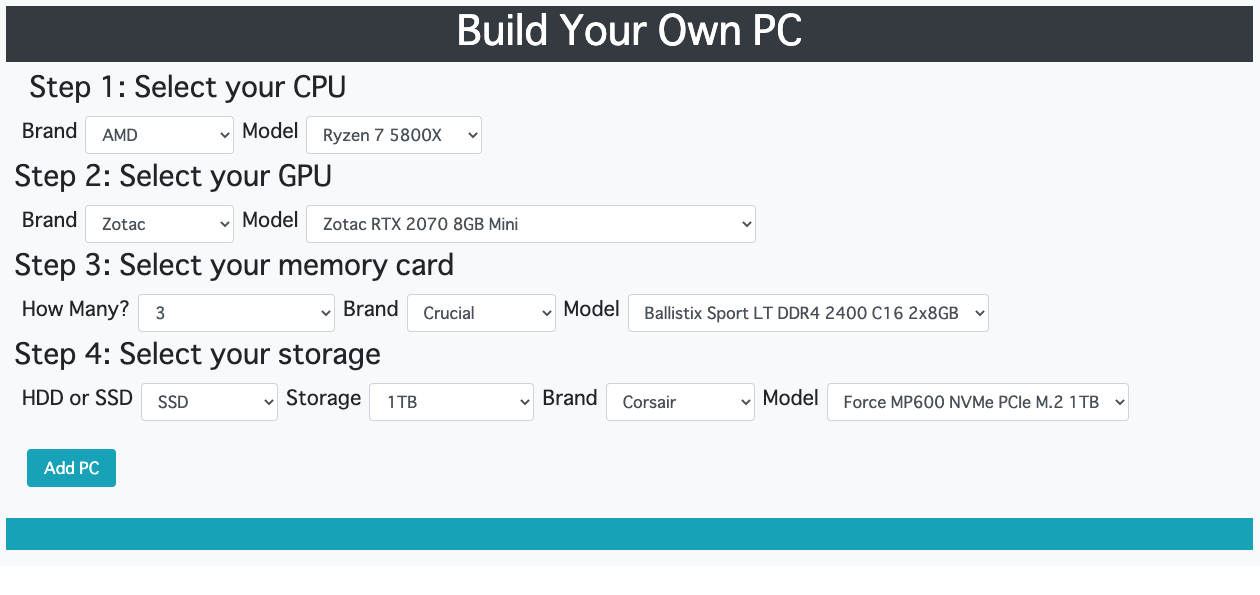 Build Your Own PC
Step 1: Select your CPU
Brand AMD Model Ryzen 7 5800X
Step 2: Select your GPU
Brand Zotac Model Zotac RTX 2070 8GB Mini
Step 3: Select your memory card
How Many? 3 Brand Crucial Model Ballistix Sport LT DDR4 2400 C16 2x8GB
Step 4: Select your storage
HDD or SSD SSD Storage 1TB Brand Corsair Model Force MP600 NVMe PCIe M.2 1TB
Add PC